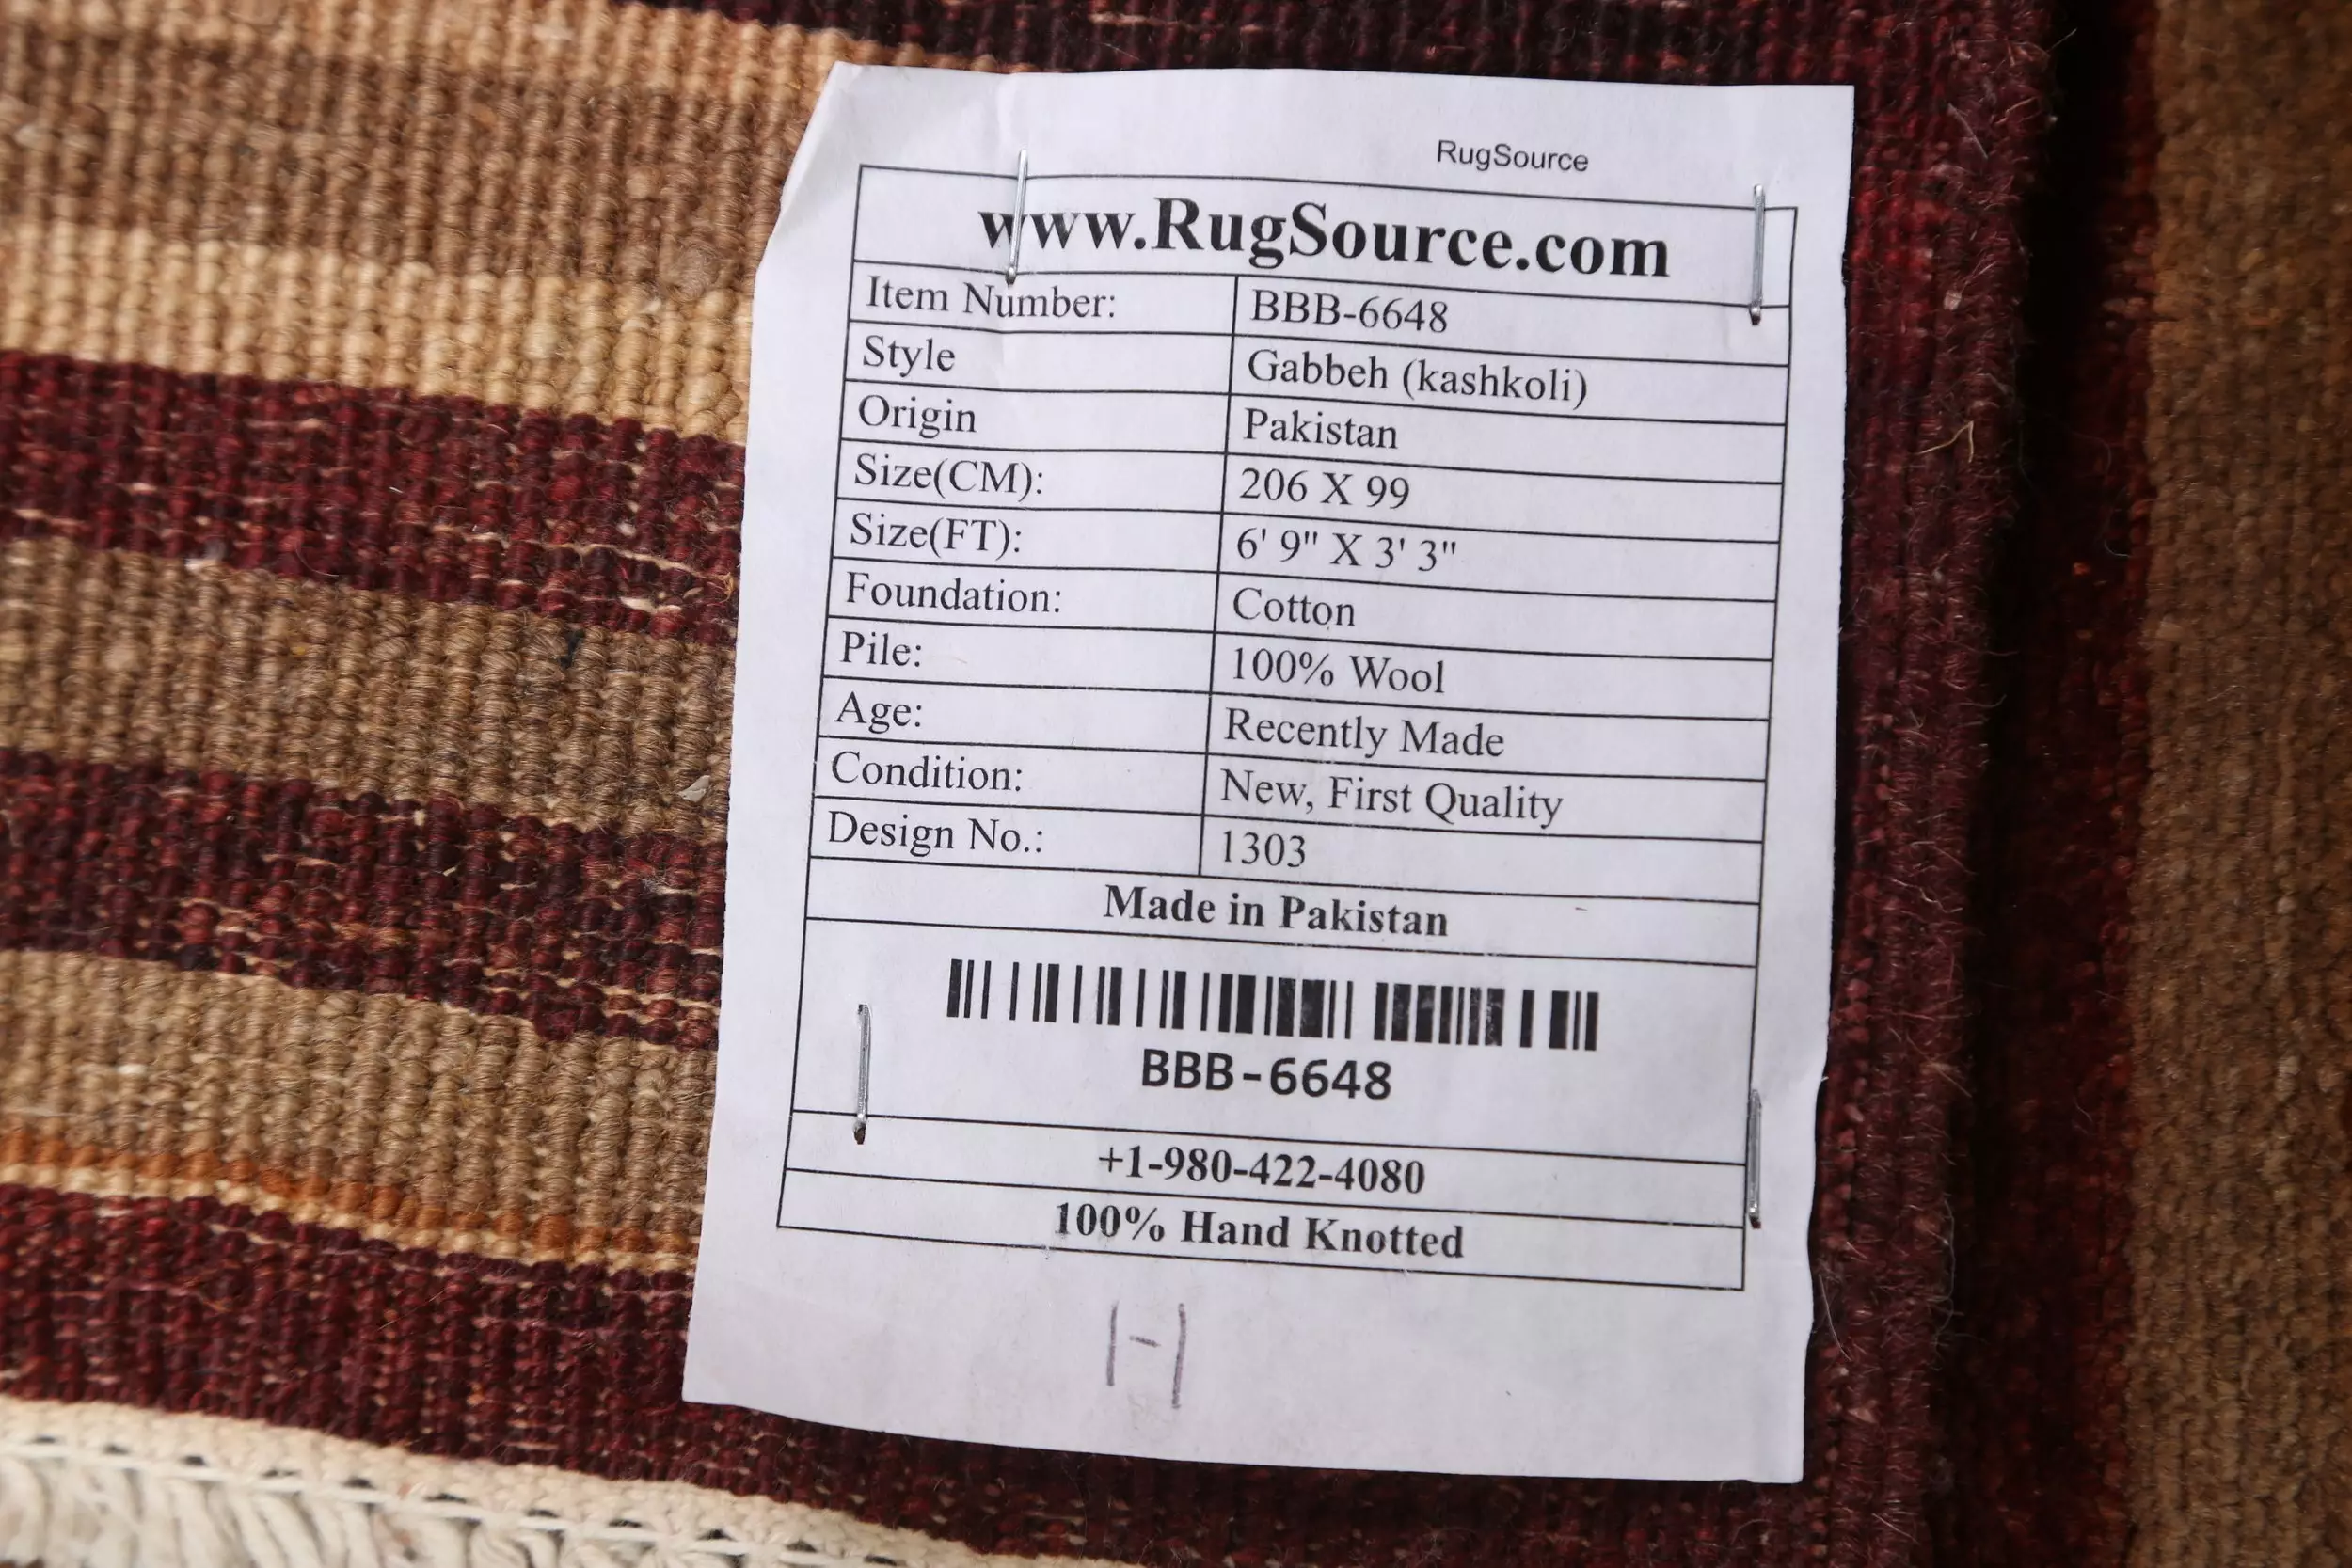 RugSource
www.RugSource.com
Item Number: BBB-6648
Style Gabbeh (kashkoli)
Origin Pakistan
Size(CM): 206 X 99
Size(FT): 6' 9" X 3' 3"
Foundation: Cotton
Pile: 100% Wool
Age: Recently Made
Condition: New, First Quality
Design No.: 1303
Made in Pakistan
BBB-6648
+1-980-422-4080
100% Hand Knotted
1-1